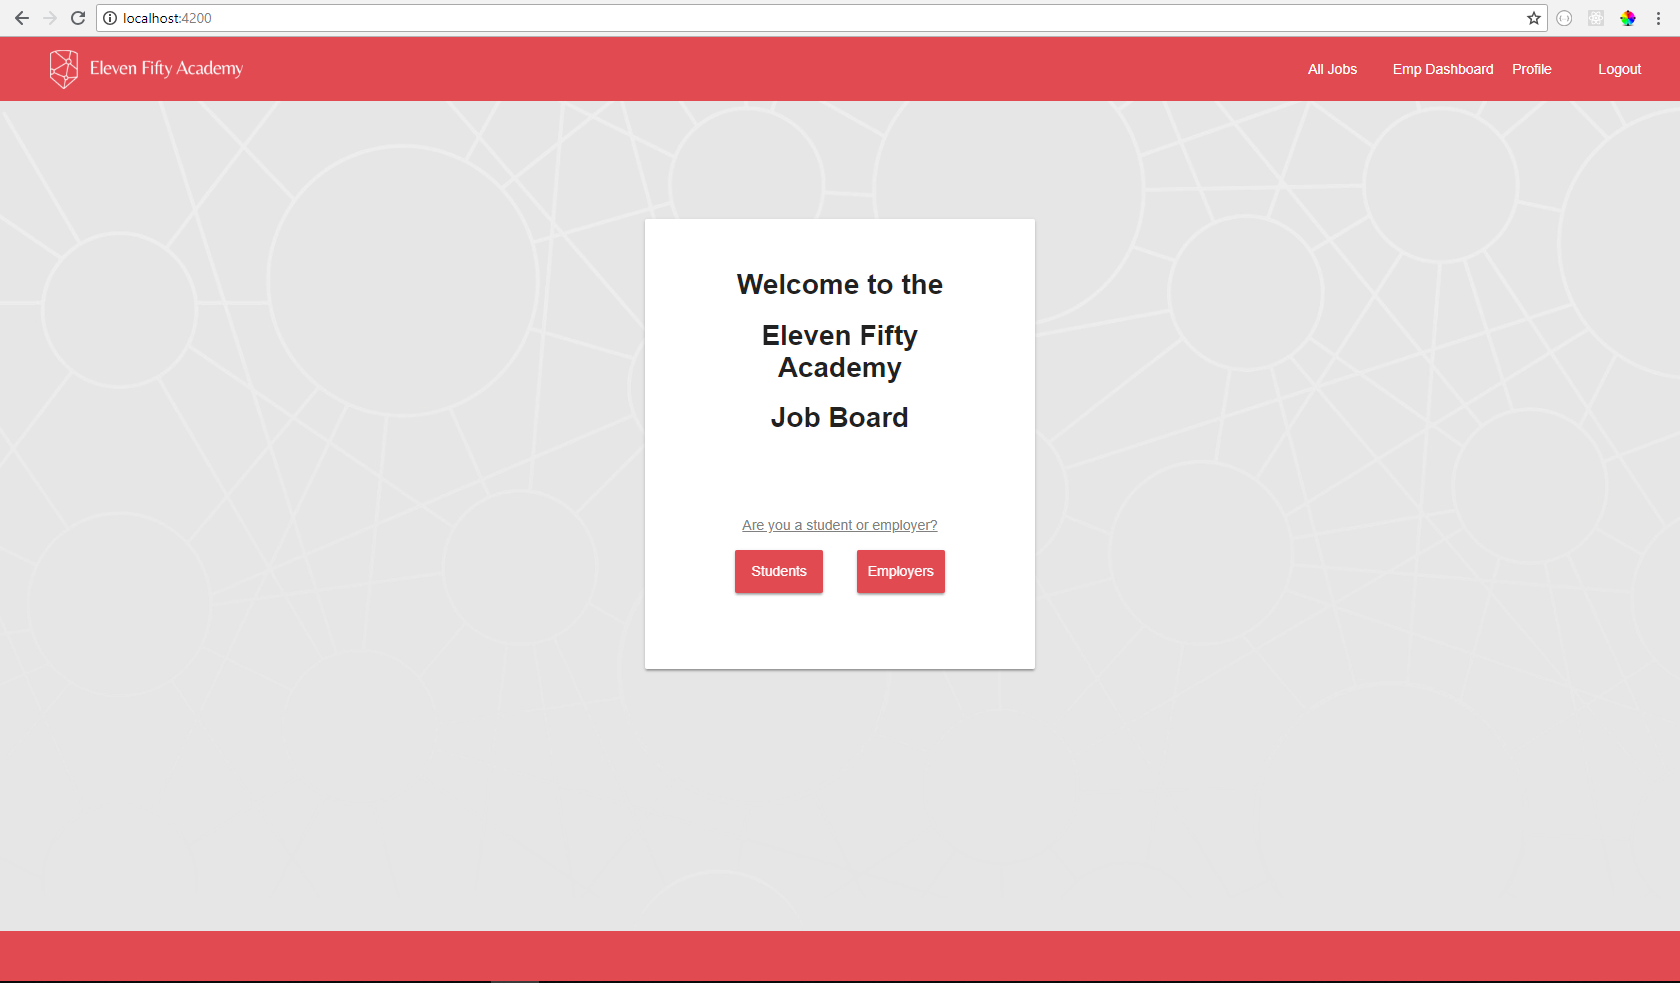 localhost:4200
Eleven Fifty Academy
All Jobs Emp Dashboard Profile Logout
Welcome to the
Eleven Fifty
Academy
Job Board
Are you a student or employer?
Students Employers